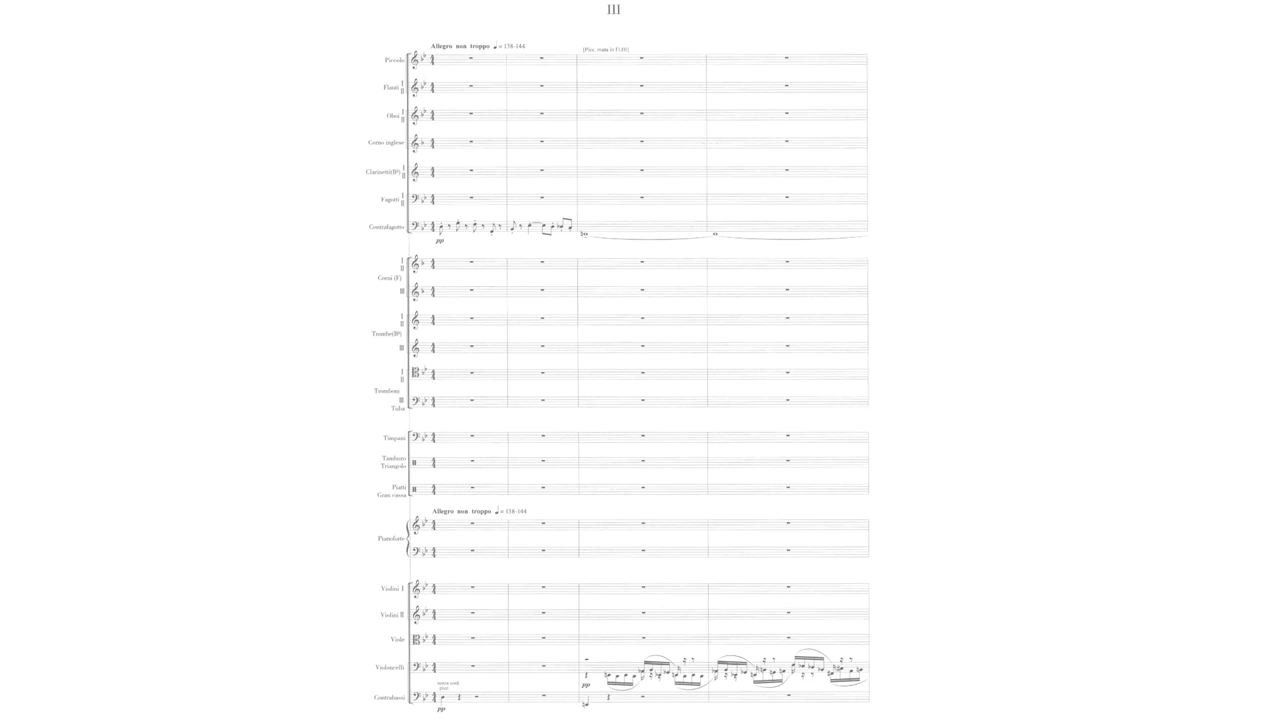 III
Allegro non troppo ♩= 138-144
[Picc. muta in Fl.III]
Piccolo
Flauti I II
Oboi I II
Corno inglese
Clarinetti(B♭) I II
Fagotti I II
Contrafagotto
pp
I II
Corni (F)
III
I II
Trombe(B♭)
III
I II
Tromboni
III
Tuba
Timpani
Tamburo
Triangolo
Piatti
Gran cassa
Allegro non troppo ♩= 138-144
Pianoforte
Violini I
Violini II
Viole
Violoncelli
pp
senza sord.
pizz.
Contrabassi
pp